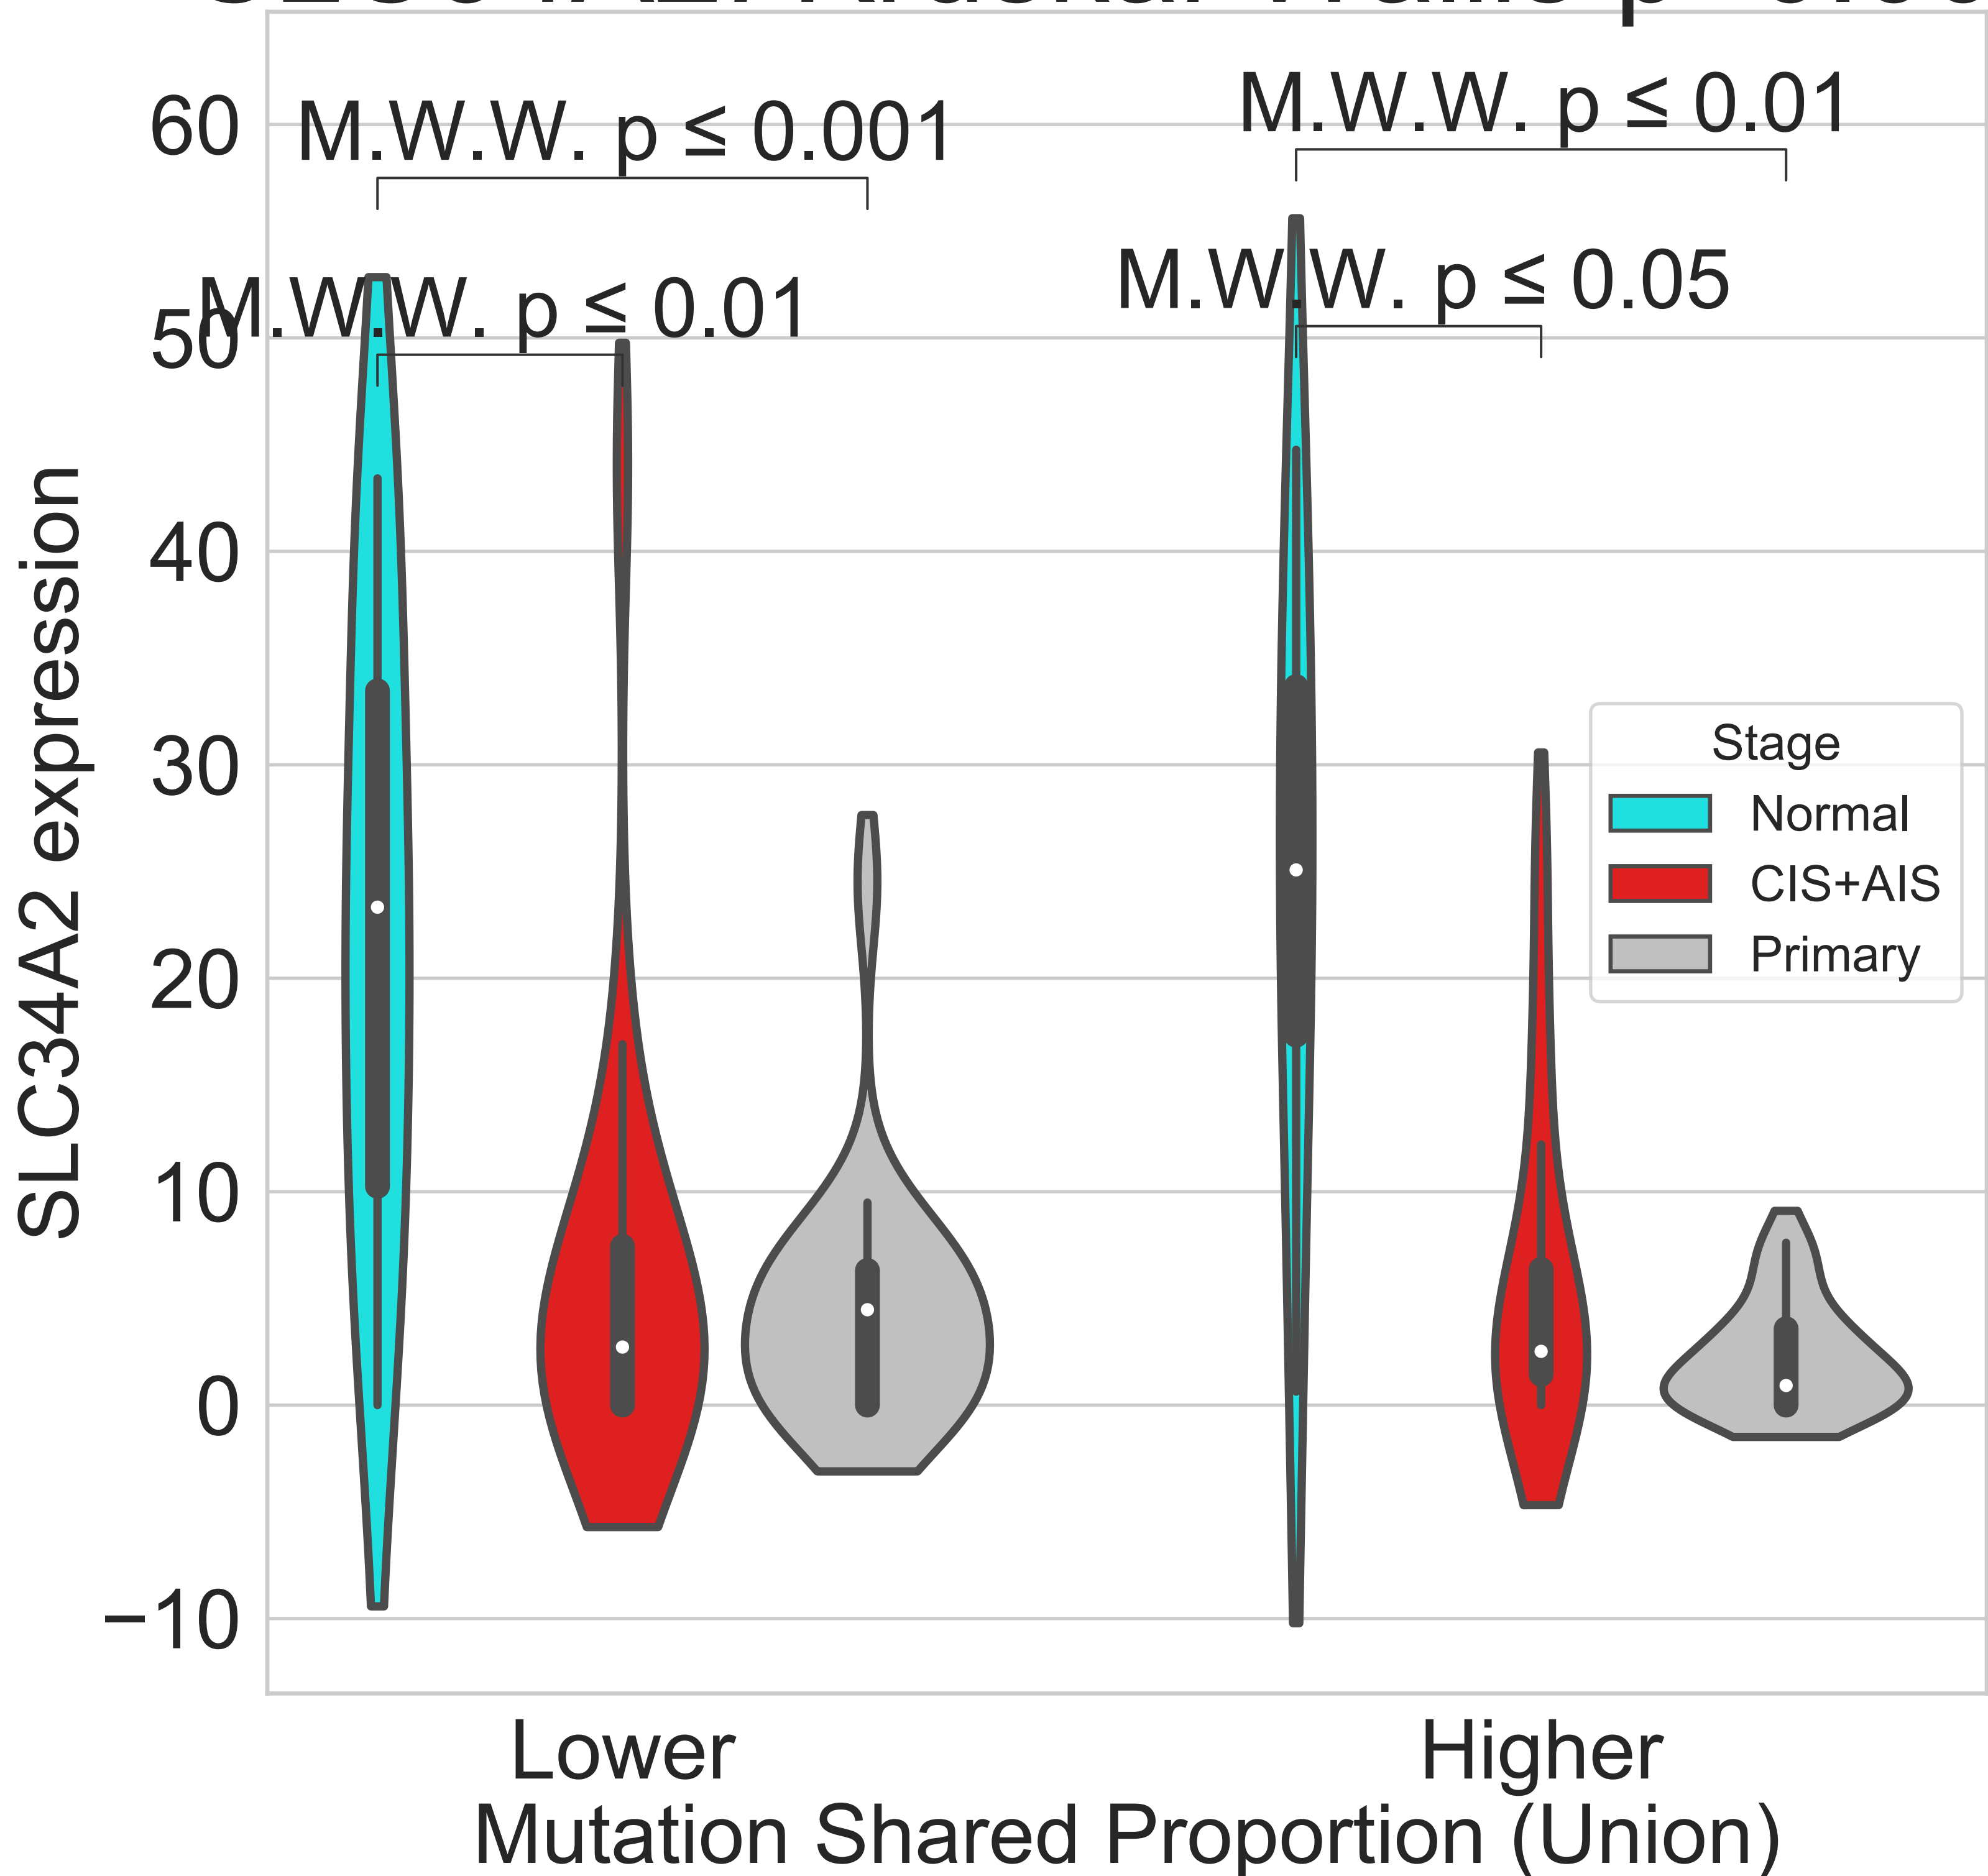 M.W.W. p ≤ 0.01
60
M.W.W. p ≤ 0.001
M.W.W. p ≤ 0.05
M.W.W. p ≤ 0.01
50
40
30
20
10
0
−10
SLC34A2 expression
Stage
Normal
CIS+AIS
Primary
Lower
Higher
Mutation Shared Proportion (Union)